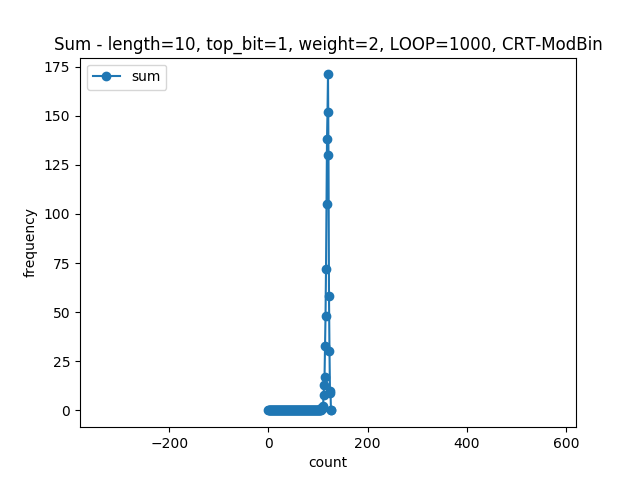 Sum - length=10, top_bit=1, weight=2, LOOP=1000, CRT-ModBin
sum
175
150
125
100
75
50
25
0
frequency
−200 0 200 400 600
count